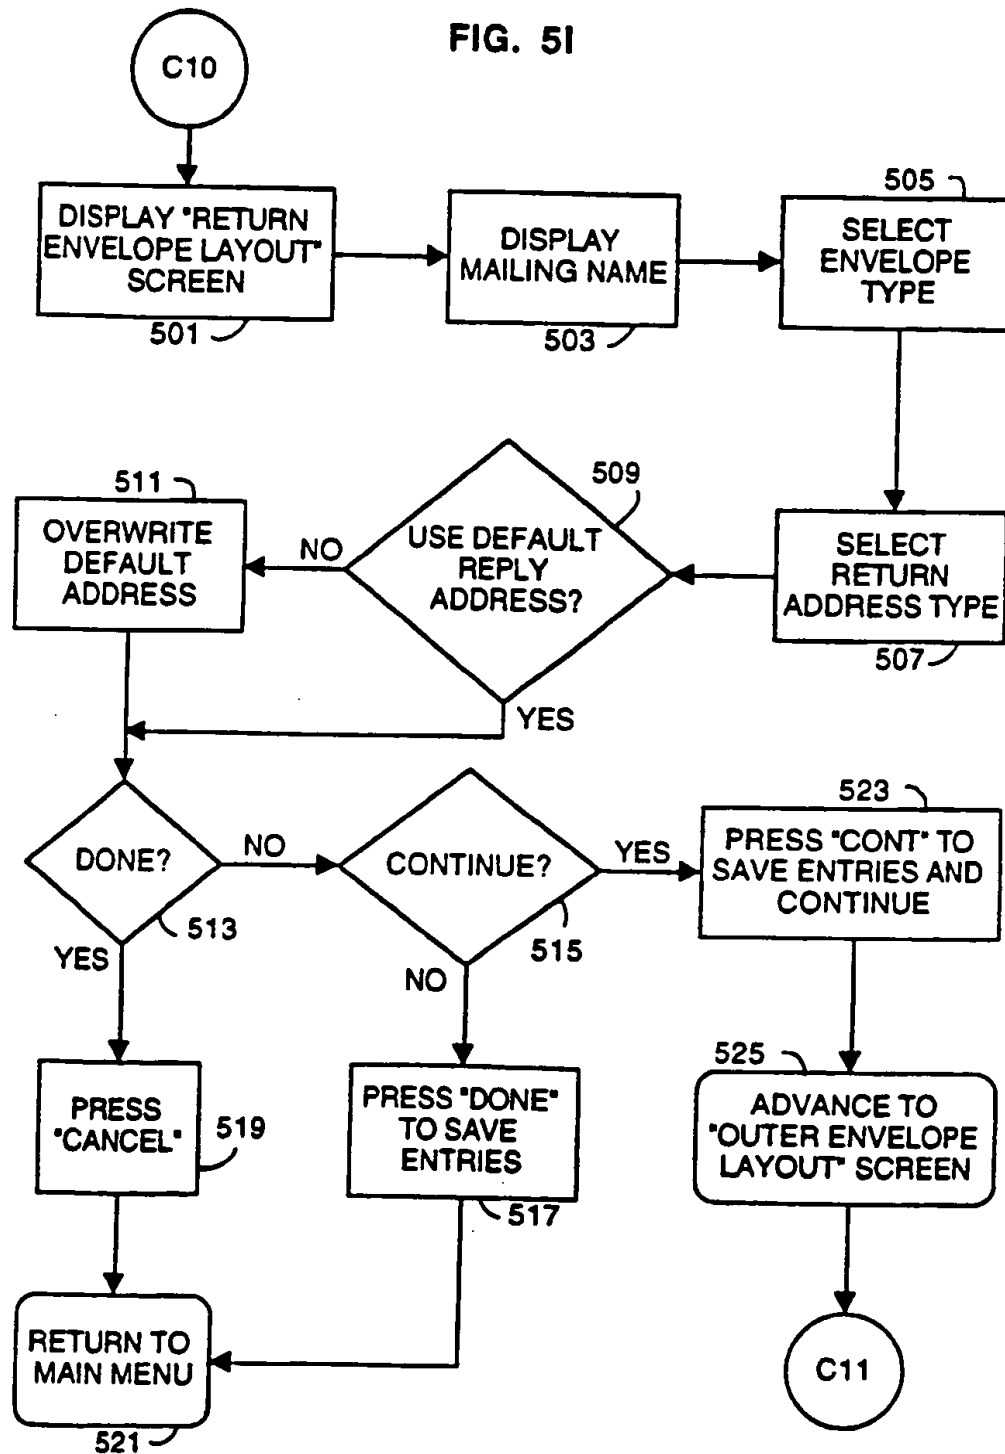 FIG. 5I
C10
DISPLAY "RETURN
ENVELOPE LAYOUT"
SCREEN
501
DISPLAY
MAILING NAME
503
505
SELECT
ENVELOPE
TYPE
511
OVERWRITE
DEFAULT
ADDRESS
NO
509
USE DEFAULT
REPLY
ADDRESS?
YES
SELECT
RETURN
ADDRESS TYPE
507
DONE?
NO
513
YES
CONTINUE?
YES
515
NO
523
PRESS "CONT" TO
SAVE ENTRIES AND
CONTINUE
PRESS
"CANCEL"
519
PRESS "DONE"
TO SAVE
ENTRIES
517
525
ADVANCE TO
"OUTER ENVELOPE
LAYOUT" SCREEN
RETURN TO
MAIN MENU
521
C11